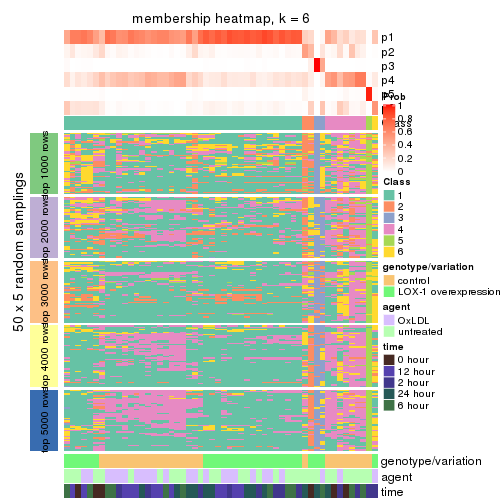 membership heatmap, k = 6
p1
p2
p3
p4
p5
Prob
1
0.8
0.6
0.4
0.2
0
Class
1
2
3
4
5
6
genotype/variation
control
LOX-1 overexpression
agent
OxLDL
untreated
time
0 hour
12 hour
2 hour
24 hour
6 hour
50 x 5 random samplings
top 1000 rows
top 2000 rows
top 3000 rows
top 4000 rows
top 5000 rows
genotype/variation
agent
time